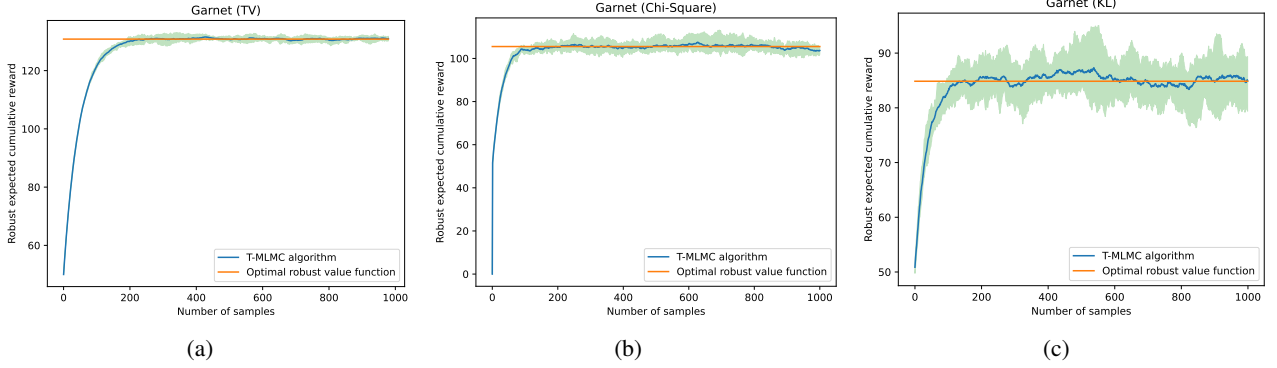 Garnet (TV)
Robust expected cumulative reward
120
100
80
60
0
200
400
600
800
1000
Number of samples
T-MLMC algorithm
Optimal robust value function
(a)
Garnet (Chi-Square)
Robust expected cumulative reward
100
80
60
40
20
0
0
200
400
600
800
1000
Number of samples
T-MLMC algorithm
Optimal robust value function
(b)
Garnet (KL)
Robust expected cumulative reward
90
80
70
60
50
0
200
400
600
800
1000
Number of samples
T-MLMC algorithm
Optimal robust value function
(c)